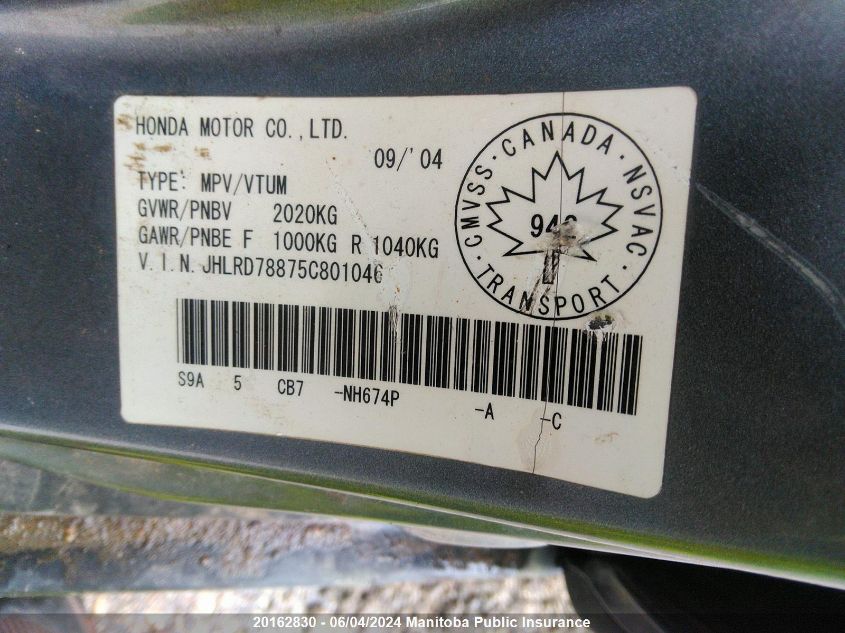 HONDA MOTOR CO.,LTD.
09/'04
TYPE: MPV/VTUM
GVWR/PNBV 2020KG
GAWR/PNBE F 1000KG R 1040KG
V.I.N. JHLRD78875C801046
CANADA · NSVAC · TRANSPORT · CMVSS
S9A 5 CB7 -NH674P -A -C
20162830 - 06/04/2024 Manitoba Public Insurance